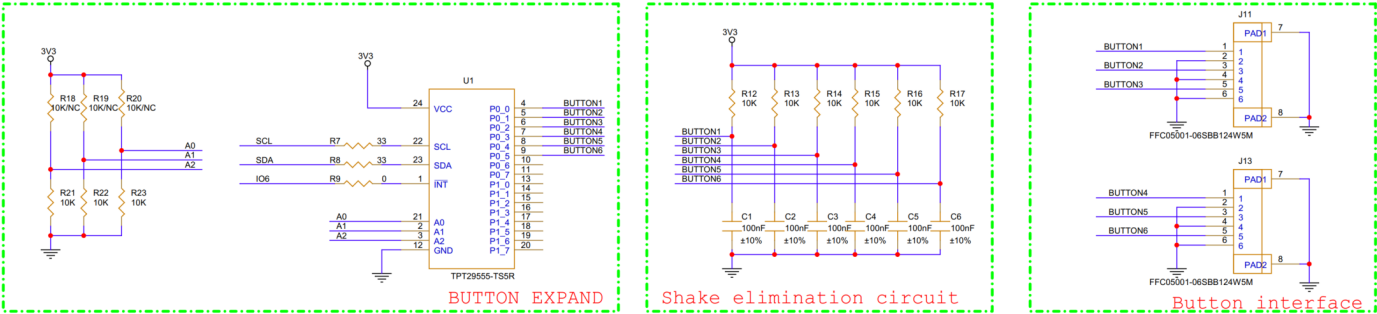 3V3
R18 R19 R20
10K/NC 10K/NC 10K/NC
A0
A1
A2
R21 R22 R23
10K 10K 10K
3V3
U1
24 VCC P0_0 4 BUTTON1
P0_1 5 BUTTON2
P0_2 6 BUTTON3
P0_3 7 BUTTON4
SCL R7 33 22 SCL P0_4 8 BUTTON5
P0_5 9 BUTTON6
SDA R8 33 23 SDA P0_6 10
P0_7 11
IO6 R9 0 1 INT P1_0 13
P1_1 14
P1_2 15
P1_3 16
A0 21 A0 P1_4 17
A1 2 A1 P1_5 18
A2 3 A2 P1_6 19
12 GND P1_7 20
TPT29555-TS5R
BUTTON EXPAND
3V3
R12 R13 R14 R15 R16 R17
10K 10K 10K 10K 10K 10K
BUTTON1
BUTTON2
BUTTON3
BUTTON4
BUTTON5
BUTTON6
C1 C2 C3 C4 C5 C6
100nF 100nF 100nF 100nF 100nF 100nF
±10% ±10% ±10% ±10% ±10% ±10%
Shake elimination circuit
J11
PAD1 7
BUTTON1 1 1
2 2
BUTTON2 3 3
4 4
BUTTON3 5 5
6 6
PAD2 8
FFC05001-06SBB124W5M
J13
PAD1 7
BUTTON4 1 1
2 2
BUTTON5 3 3
4 4
BUTTON6 5 5
6 6
PAD2 8
FFC05001-06SBB124W5M
Button interface